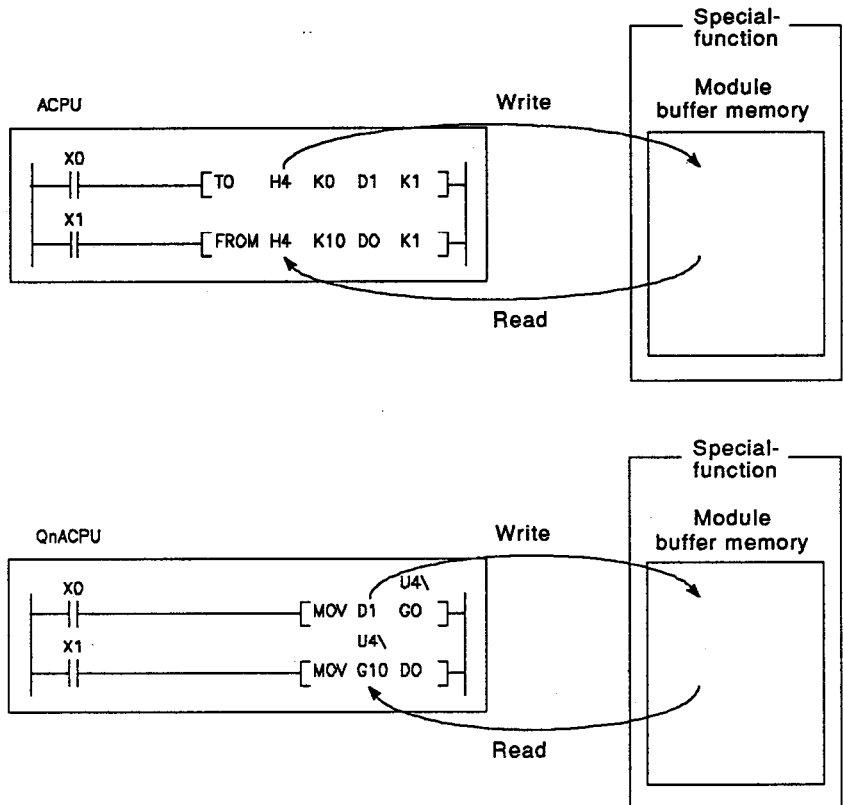 Special-
function
Module
buffer memory
ACPU
Write
X0
TO H4 K0 D1 K1
X1
FROM H4 K10 D0 K1
Read
Special-
function
Module
buffer memory
QnACPU
Write
X0
U4\
MOV D1 G0
X1
U4\
MOV G10 D0
Read